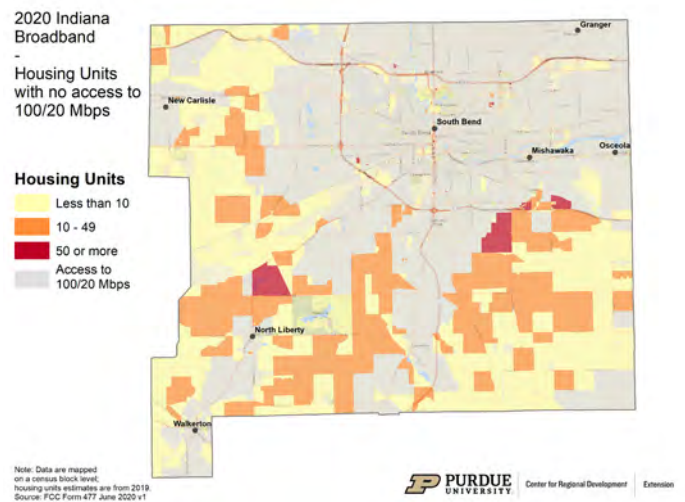 2020 Indiana
Broadband
-
Housing Units
with no access to
100/20 Mbps
Housing Units
Less than 10
10 - 49
50 or more
Access to
100/20 Mbps
Granger
New Carlisle
South Bend
Mishawaka
Osceola
North Liberty
Walkerton
Note: Data are mapped
on a census block level;
housing units estimates are from 2019.
Source: FCC Form 477 June 2020 v1
PURDUE
UNIVERSITY
Center for Regional Development
Extension